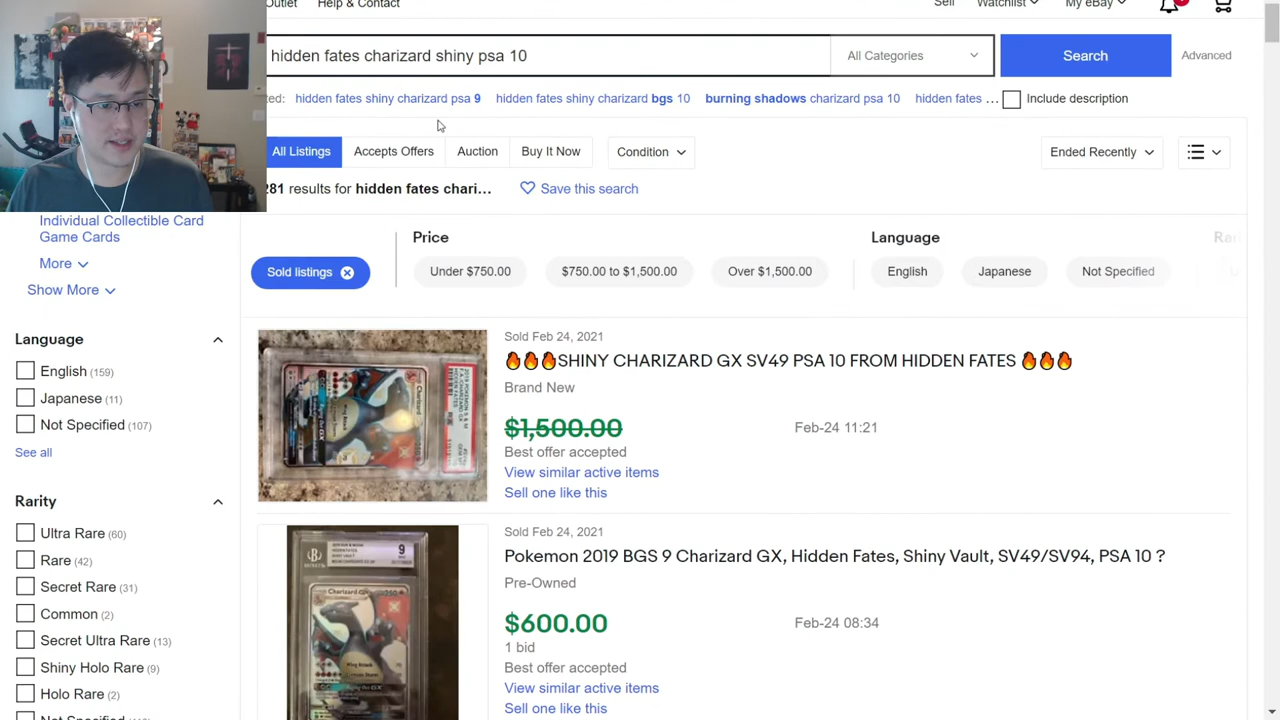 Outlet Help & Contact Sell Watchlist My eBay
hidden fates charizard shiny psa 10 All Categories Search Advanced
hidden fates shiny charizard psa 9 hidden fates shiny charizard bgs 10 burning shadows charizard psa 10 hidden fates … Include description
All Listings Accepts Offers Auction Buy It Now Condition Ended Recently
281 results for hidden fates chari... Save this search
Individual Collectible Card
Game Cards
More
Show More
Price Language
Sold listings Under $750.00 $750.00 to $1,500.00 Over $1,500.00 English Japanese Not Specified
Language
English (159)
Japanese (11)
Not Specified (107)
See all
Rarity
Ultra Rare (60)
Rare (42)
Secret Rare (31)
Common (2)
Secret Ultra Rare (13)
Shiny Holo Rare (9)
Holo Rare (2)
Sold Feb 24, 2021
🔥🔥🔥SHINY CHARIZARD GX SV49 PSA 10 FROM HIDDEN FATES 🔥🔥🔥
Brand New
$1,500.00 Feb-24 11:21
Best offer accepted
View similar active items
Sell one like this
Sold Feb 24, 2021
Pokemon 2019 BGS 9 Charizard GX, Hidden Fates, Shiny Vault, SV49/SV94, PSA 10 ?
Pre-Owned
$600.00 Feb-24 08:34
1 bid
Best offer accepted
View similar active items
Sell one like this